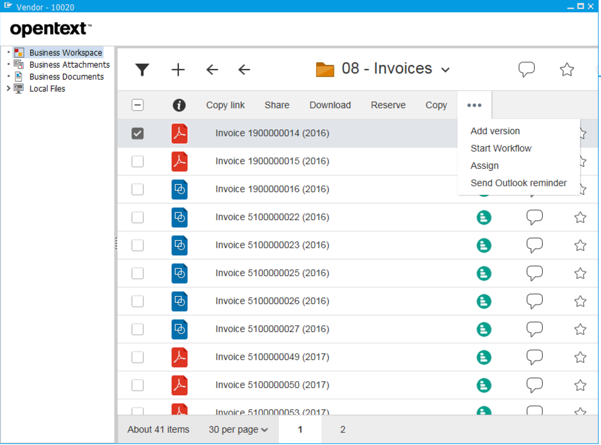 Vendor - 10020
opentext™
Business Workspace
Business Attachments
Business Documents
Local Files
08 - Invoices
Copy link Share Download Reserve Copy •••
Add version
Start Workflow
Assign
Send Outlook reminder
Invoice 1900000014 (2016)
Invoice 1900000015 (2016)
Invoice 1900000016 (2016)
Invoice 5100000022 (2016)
Invoice 5100000023 (2016)
Invoice 5100000025 (2016)
Invoice 5100000026 (2016)
Invoice 5100000027 (2016)
Invoice 5100000049 (2017)
Invoice 5100000050 (2017)
Invoice 5100000053 (2017)
About 41 items 30 per page 1 2